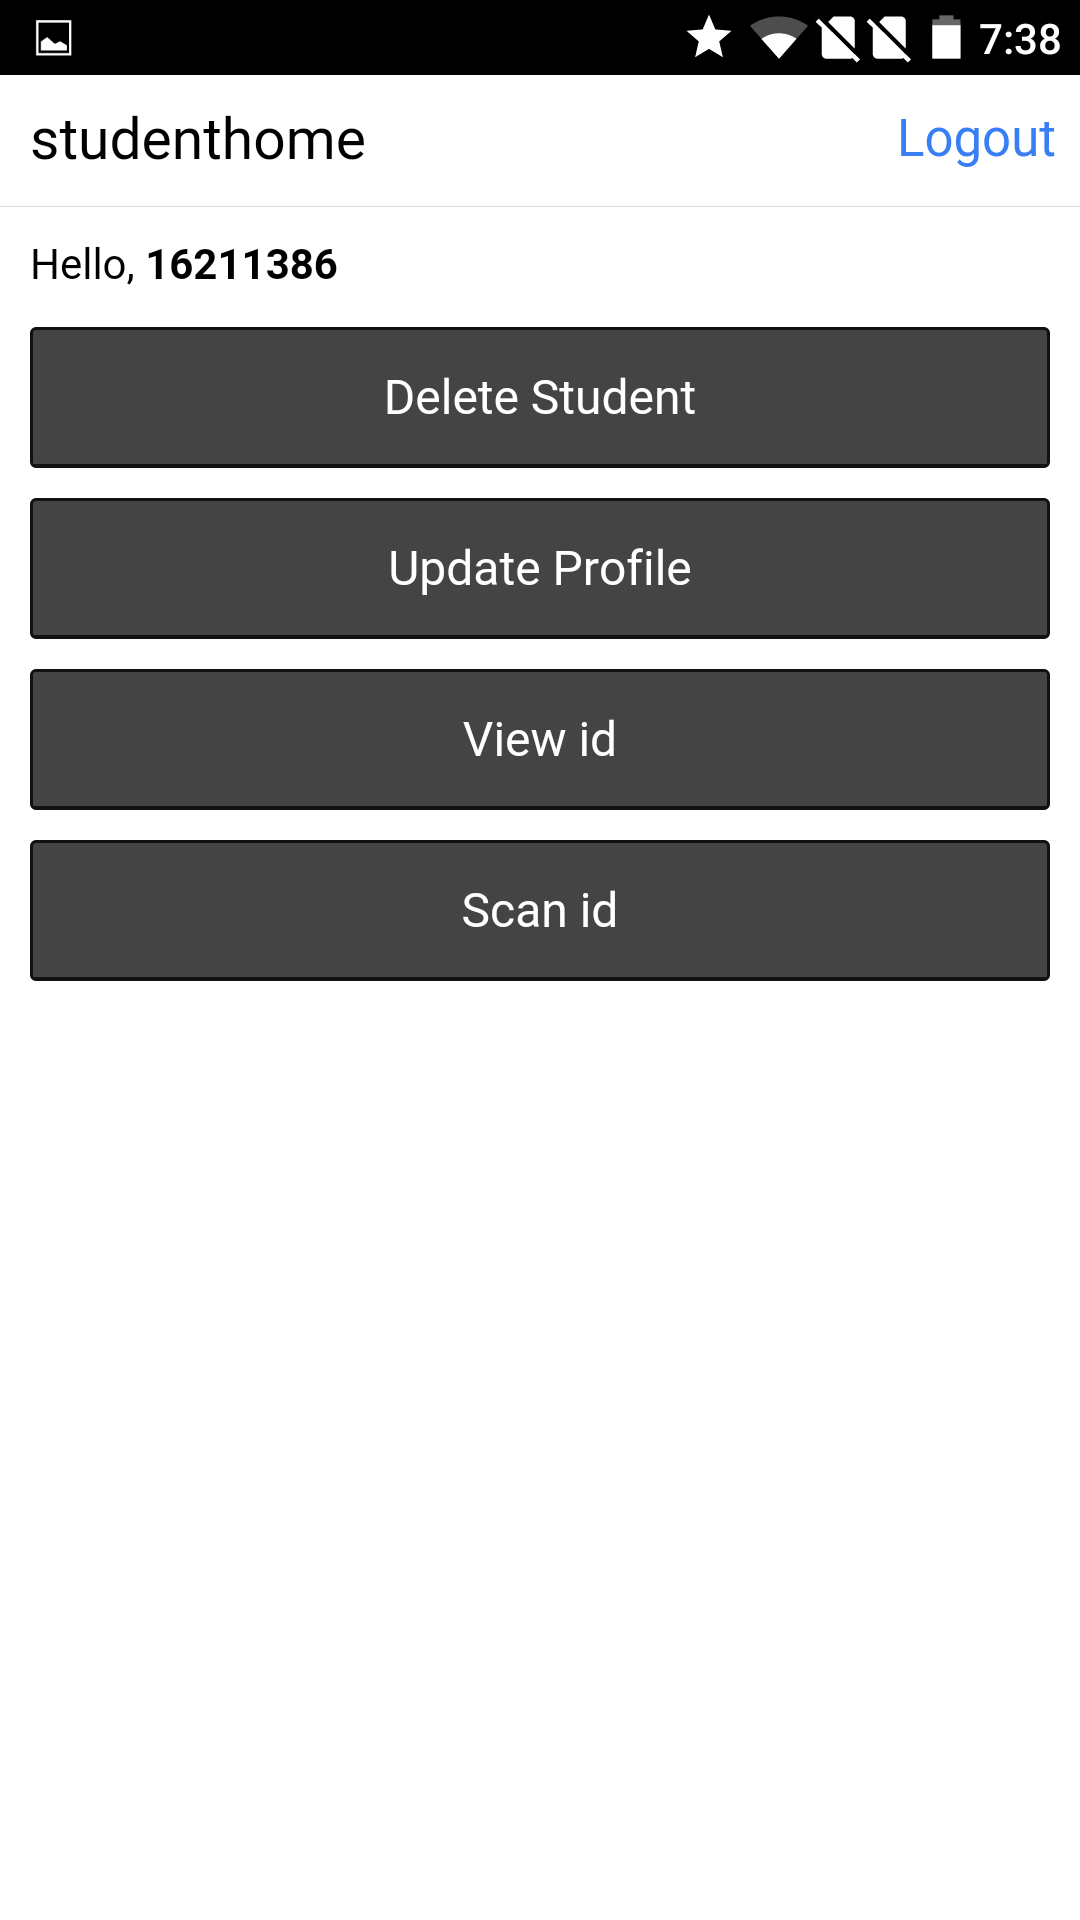 7:38
studenthome
Logout
Hello, 16211386
Delete Student
Update Profile
View id
Scan id